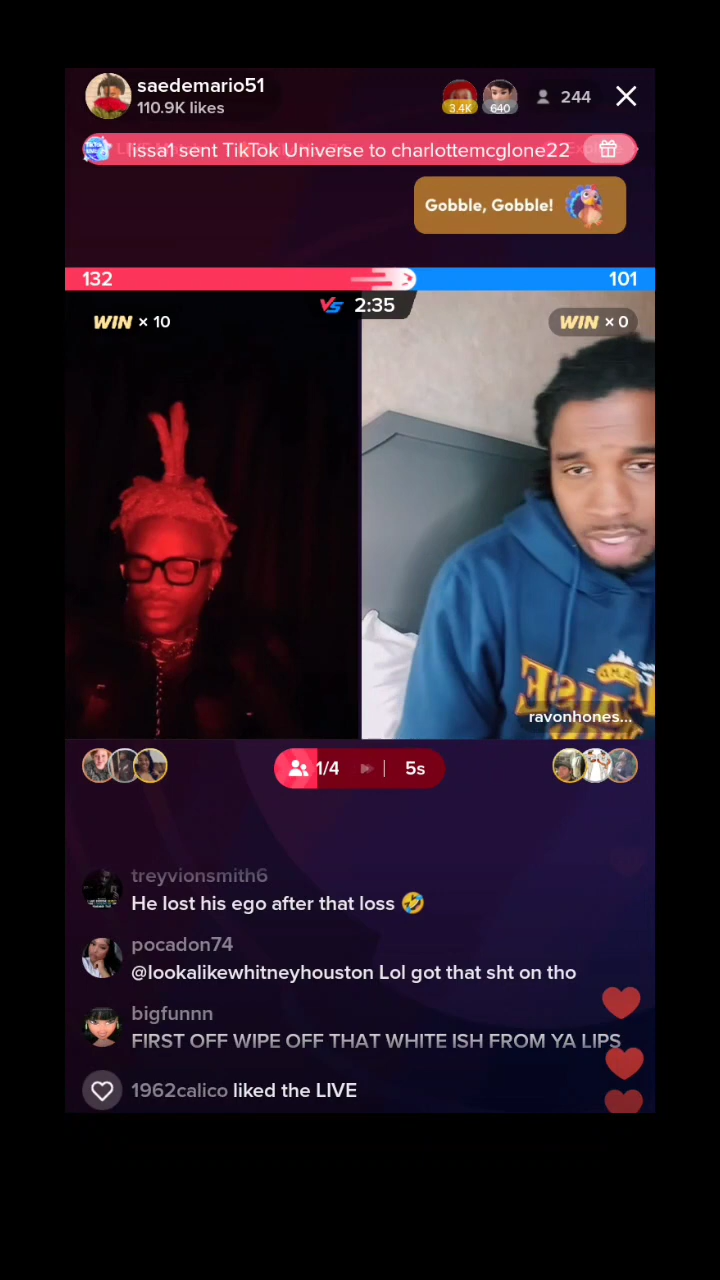 saedemario51
110.9K likes
3.4K
640
244
lissa1 sent TikTok Universe to charlottemcglone22
Gobble, Gobble!
132
101
VS 2:35
WIN × 10
WIN × 0
ravonhones...
1/4
5s
treyvionsmith6
He lost his ego after that loss 🤣
pocadon74
@lookalikewhitneyhouston Lol got that sht on tho
bigfunnn
FIRST OFF WIPE OFF THAT WHITE ISH FROM YA LIPS
1962calico liked the LIVE